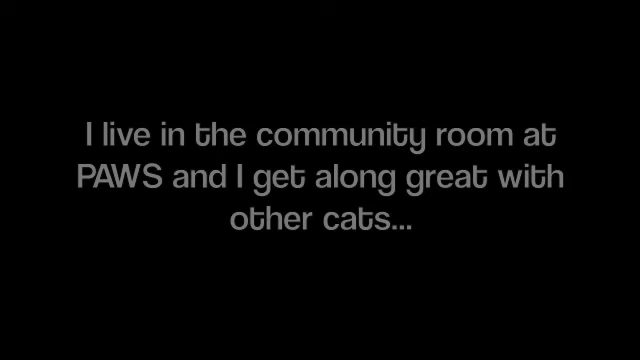 I live in the community room at
PAWS and I get along great with
other cats...